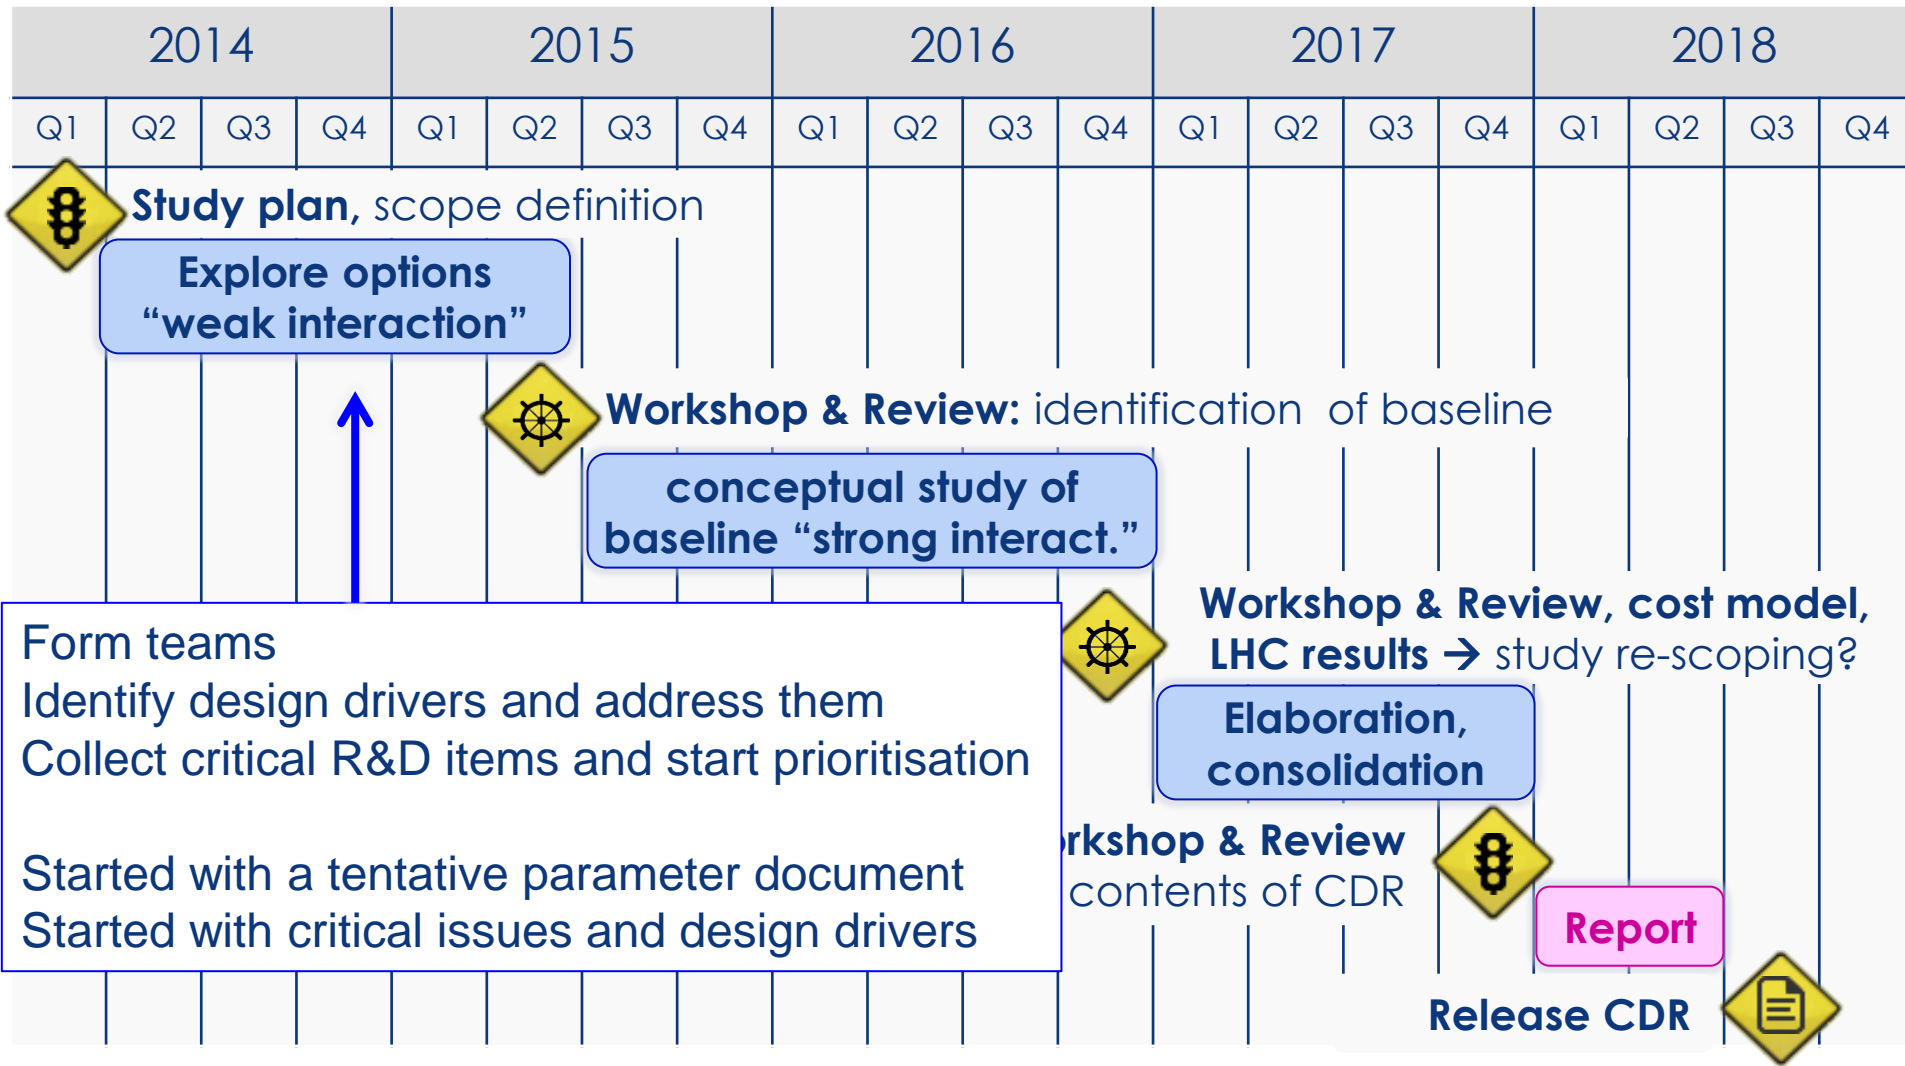 2014 2015 2016 2017 2018
Q1 Q2 Q3 Q4 Q1 Q2 Q3 Q4 Q1 Q2 Q3 Q4 Q1 Q2 Q3 Q4 Q1 Q2 Q3 Q4
Study plan, scope definition
Explore options
“weak interaction”
Workshop & Review: identification of baseline
conceptual study of
baseline “strong interact.”
Workshop & Review, cost model,
LHC results → study re-scoping?
Elaboration,
consolidation
Form teams
Identify design drivers and address them
Collect critical R&D items and start prioritisation
Started with a tentative parameter document
Started with critical issues and design drivers
rkshop & Review
contents of CDR
Report
Release CDR